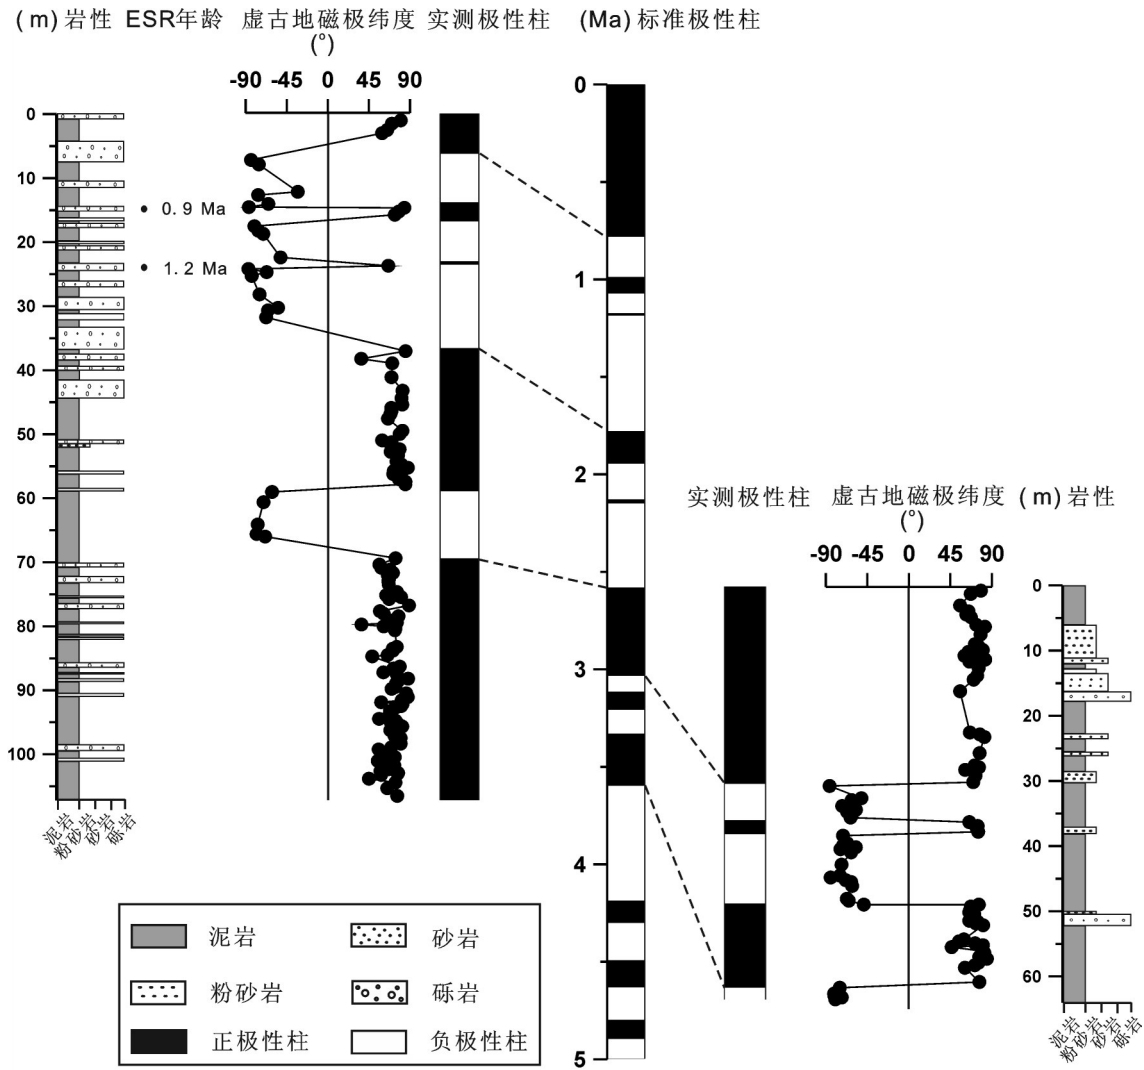 (m)岩性 ESR年龄 虚古地磁极纬度 实测极性柱 (Ma)标准极性柱
(°)
-90 -45 0 45 90
0
10
0.9 Ma
20
1.2 Ma
30
40
50
60
70
80
90
100
泥岩
粉砂岩
砂岩
砾岩
0
1
2
3
4
5
实测极性柱 虚古地磁极纬度 (m)岩性
(°)
-90 -45 0 45 90
0
10
20
30
40
50
60
泥岩
粉砂岩
砂岩
砾岩
泥岩 砂岩
粉砂岩 砾岩
正极性柱 负极性柱